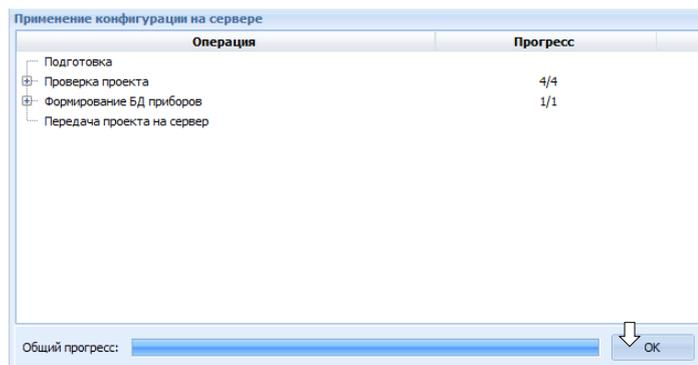 Применение конфигурации на сервере
Операция Прогресс
Подготовка
Проверка проекта 4/4
Формирование БД приборов 1/1
Передача проекта на сервер
Общий прогресс: OK